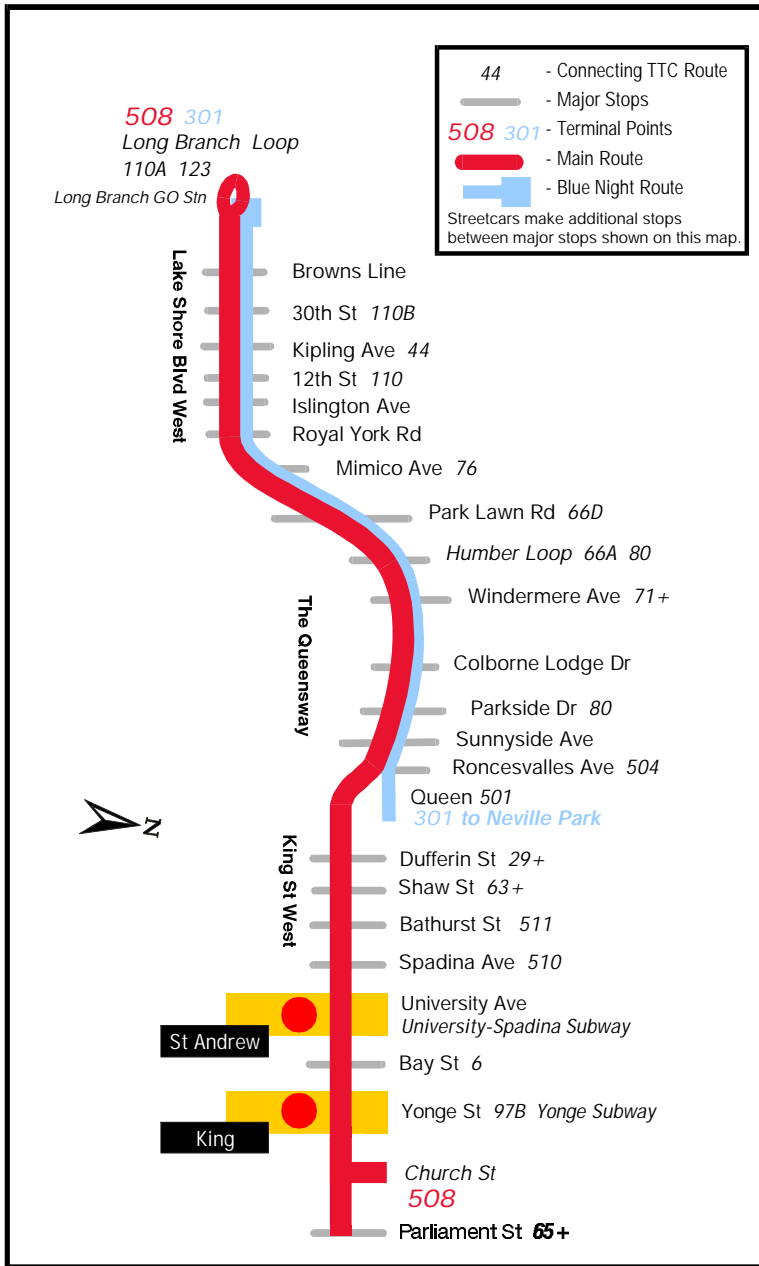 44 - Connecting TTC Route
- Major Stops
508 301 - Terminal Points
- Main Route
- Blue Night Route
Streetcars make additional stops
between major stops shown on this map.
508 301
Long Branch Loop
110A 123
Long Branch GO Stn
Lake Shore Blvd West
Browns Line
30th St 110B
Kipling Ave 44
12th St 110
Islington Ave
Royal York Rd
Mimico Ave 76
Park Lawn Rd 66D
Humber Loop 66A 80
The Queensway
Windermere Ave 71+
Colborne Lodge Dr
Parkside Dr 80
Sunnyside Ave
Roncesvalles Ave 504
Queen 501
301 to Neville Park
N
King St West
Dufferin St 29+
Shaw St 63+
Bathurst St 511
Spadina Ave 510
University Ave
University-Spadina Subway
St Andrew
Bay St 6
Yonge St 97B Yonge Subway
King
Church St
508
Parliament St 65+